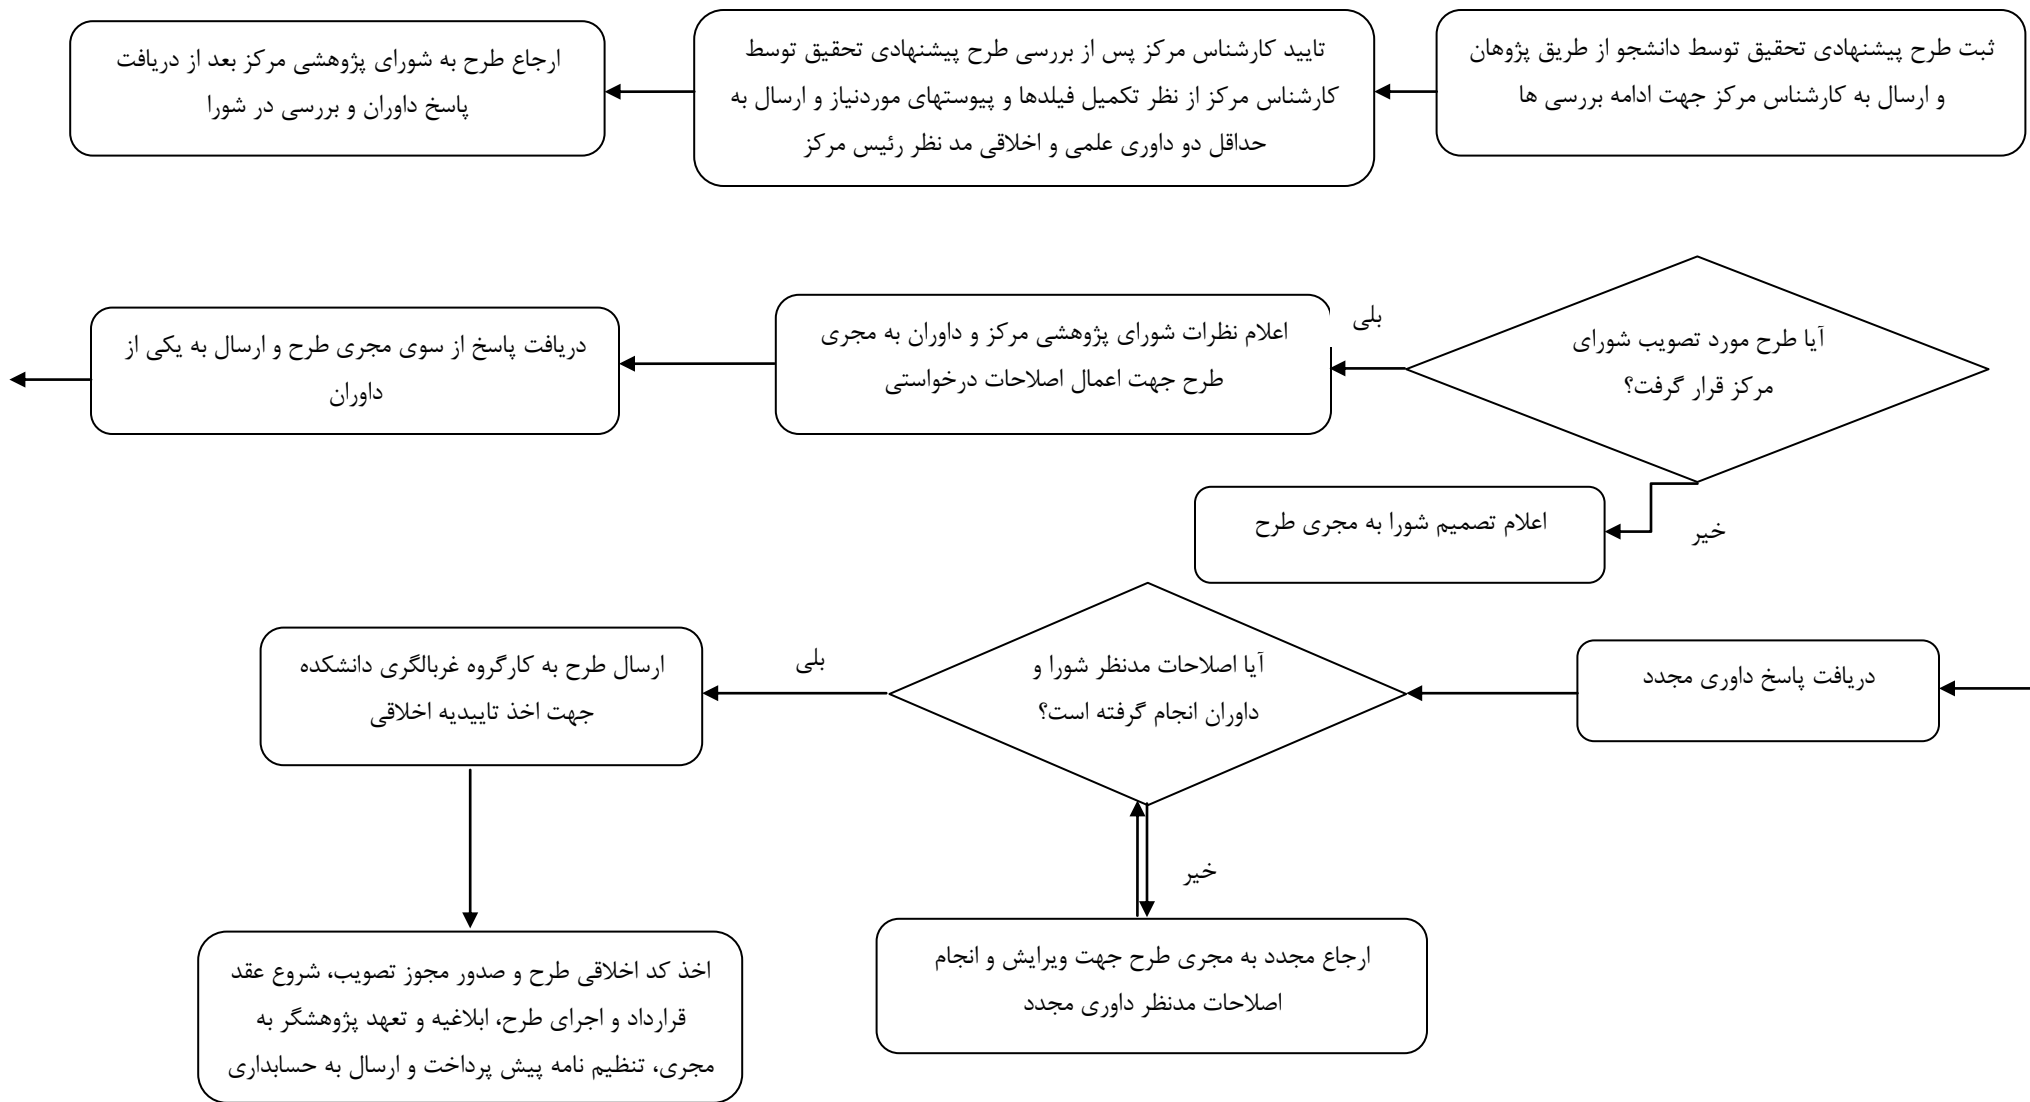 ثبت طرح پیشنهادی تحقیق توسط دانشجو از طریق پژوهان
و ارسال به کارشناس مرکز جهت ادامه بررسی ها
تایید کارشناس مرکز پس از بررسی طرح پیشنهادی تحقیق توسط
کارشناس مرکز از نظر تکمیل فیلدها و پیوستهای موردنیاز و ارسال به
حداقل دو داوری علمی و اخلاقی مد نظر رئیس مرکز
ارجاع طرح به شورای پژوهشی مرکز بعد از دریافت
پاسخ داوران و بررسی در شورا
آیا طرح مورد تصویب شورای
مرکز قرار گرفت؟
بلی
اعلام نظرات شورای پژوهشی مرکز و داوران به مجری
طرح جهت اعمال اصلاحات درخواستی
دریافت پاسخ از سوی مجری طرح و ارسال به یکی از
داوران
خیر
اعلام تصمیم شورا به مجری طرح
دریافت پاسخ داوری مجدد
آیا اصلاحات مدنظر شورا و
داوران انجام گرفته است؟
بلی
ارسال طرح به کارگروه غربالگری دانشکده
جهت اخذ تاییدیه اخلاقی
خیر
ارجاع مجدد به مجری طرح جهت ویرایش و انجام
اصلاحات مدنظر داوری مجدد
اخذ کد اخلاقی طرح و صدور مجوز تصویب، شروع عقد
قرارداد و اجرای طرح، ابلاغیه و تعهد پژوهشگر به
مجری، تنظیم نامه پیش پرداخت و ارسال به حسابداری